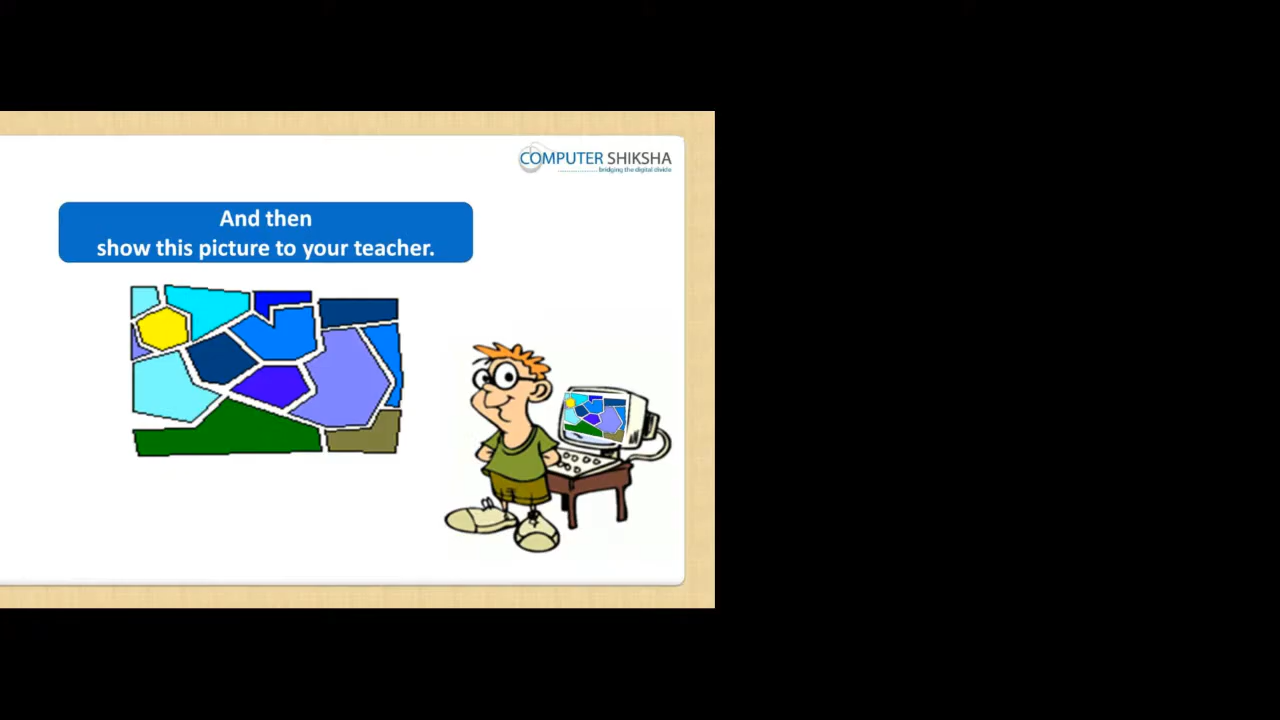 COMPUTER SHIKSHA
bridging the digital divide
And then
show this picture to your teacher.